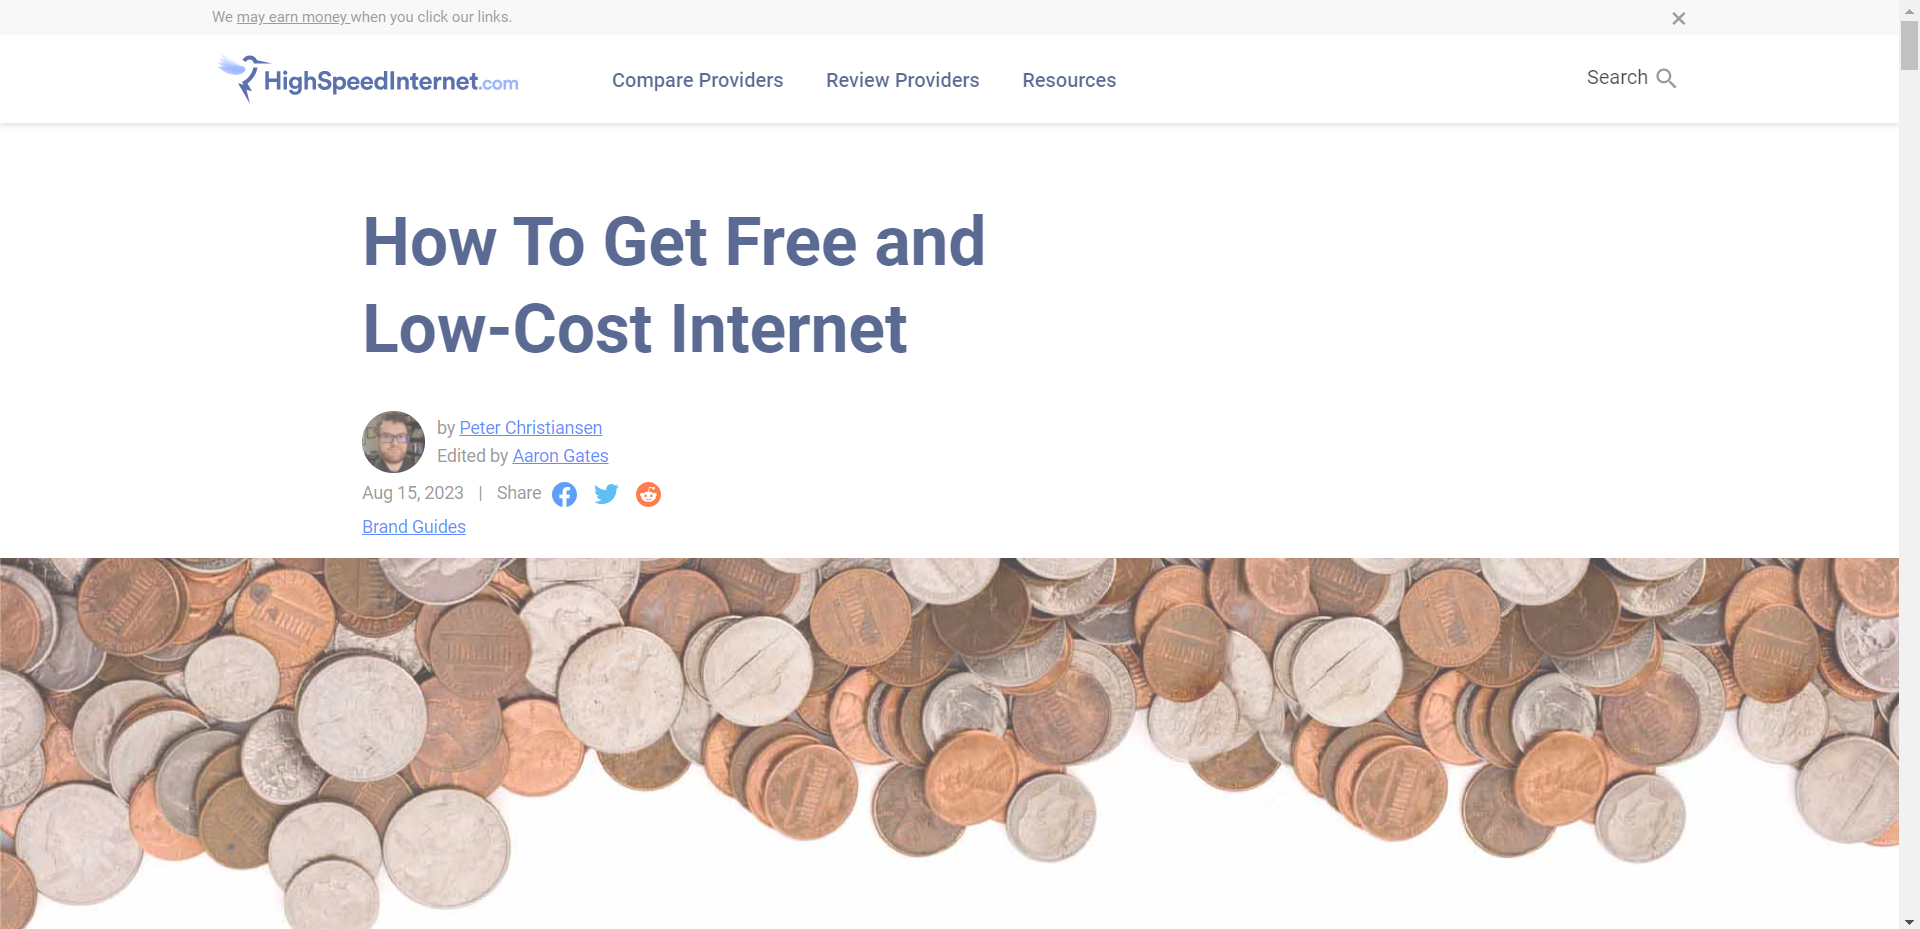 We may earn money when you click our links.
HighSpeedInternet.com
Compare Providers
Review Providers
Resources
Search
How To Get Free and
Low-Cost Internet
by Peter Christiansen
Edited by Aaron Gates
Aug 15, 2023 | Share
Brand Guides